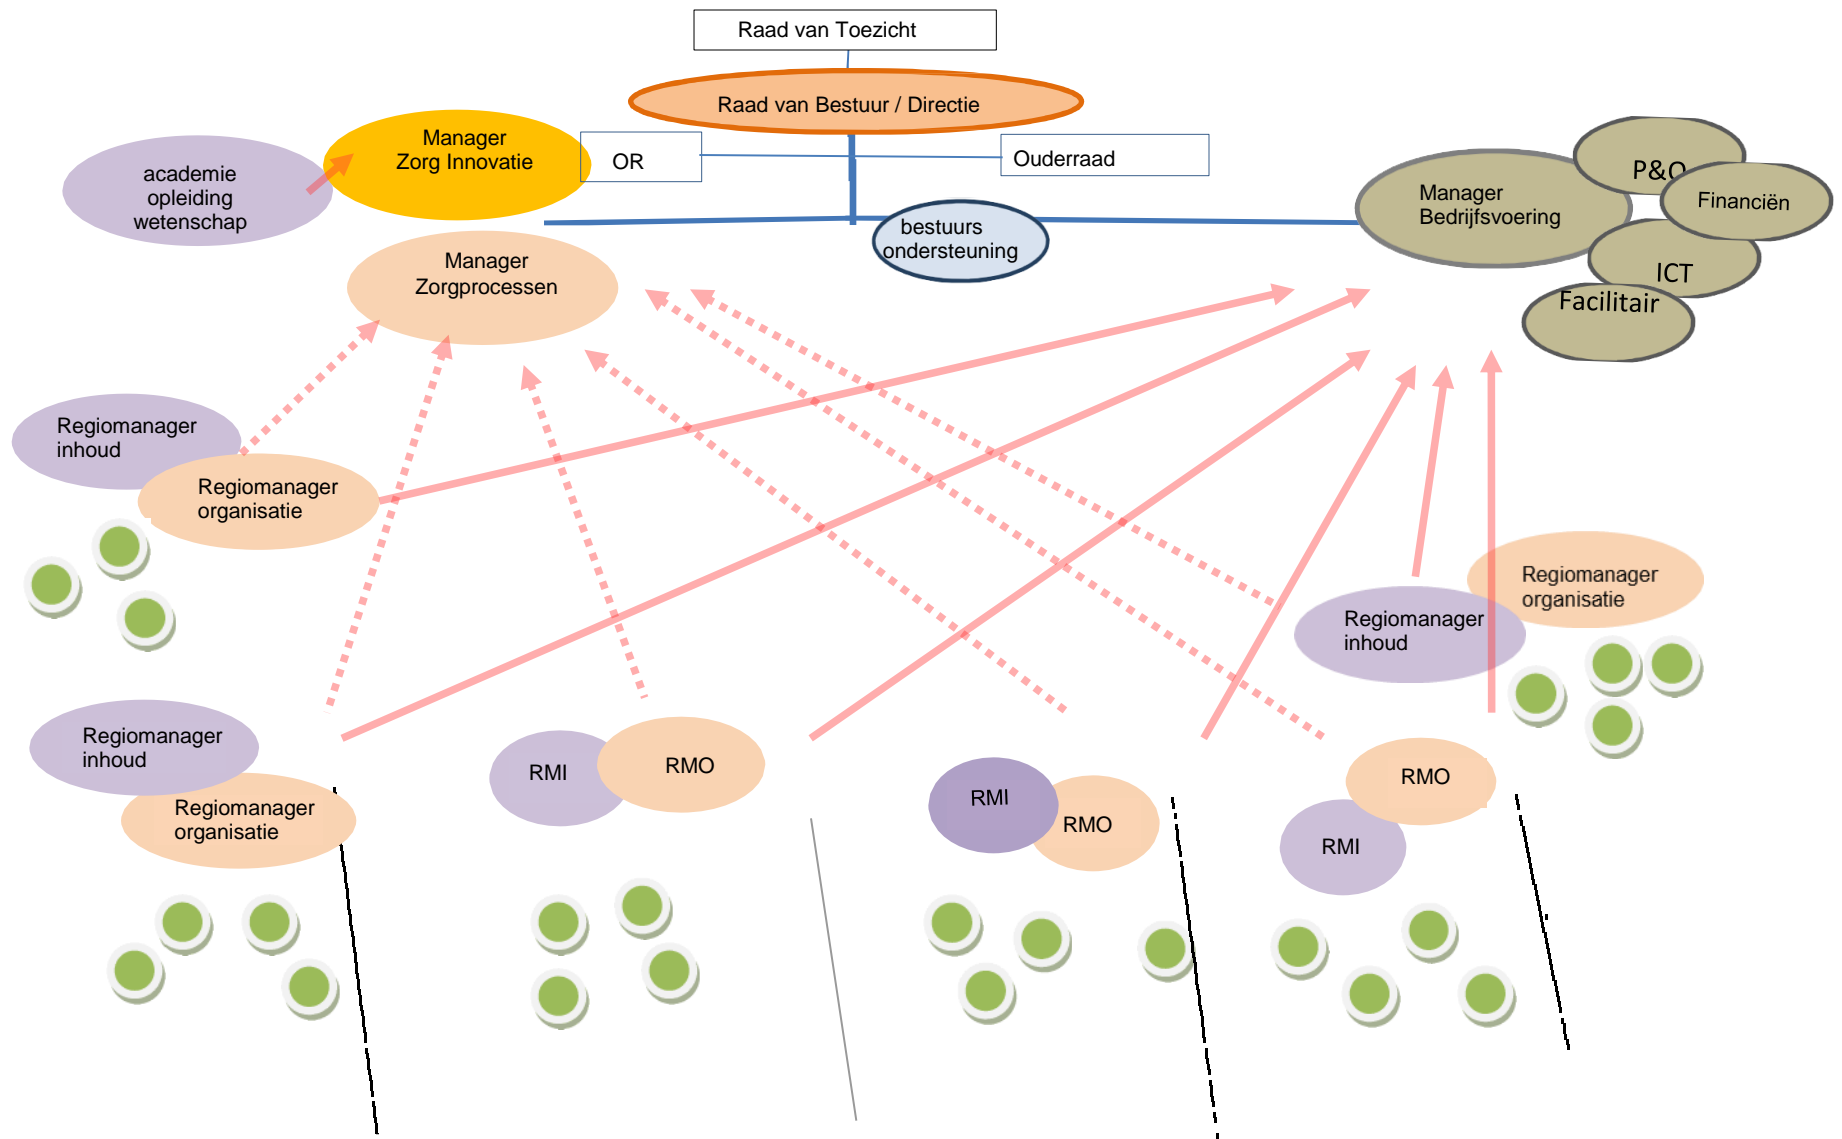 Raad van Toezicht
Raad van Bestuur / Directie
Manager
Zorg Innovatie
OR
Ouderraad
academie
opleiding
wetenschap
Manager
Bedrijfsvoering
P&O
Financiën
ICT
Facilitair
bestuurs
ondersteuning
Manager
Zorgprocessen
Regiomanager
inhoud
Regiomanager
organisatie
Regiomanager
organisatie
Regiomanager
inhoud
Regiomanager
inhoud
Regiomanager
organisatie
RMI
RMO
RMI
RMO
RMO
RMI